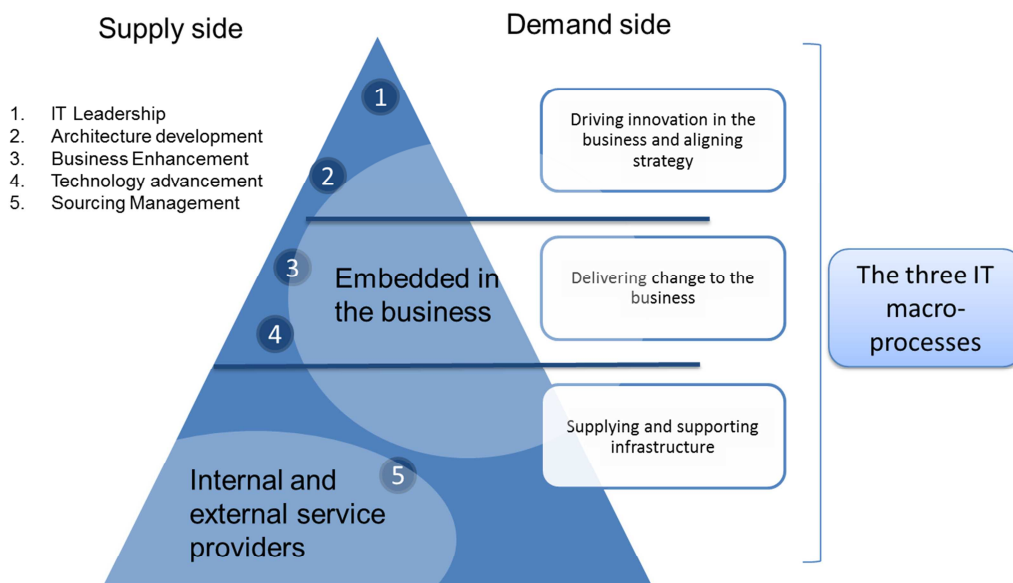 Supply side
Demand side
1. IT Leadership
2. Architecture development
3. Business Enhancement
4. Technology advancement
5. Sourcing Management
1
2
3
4
5
Embedded in
the business
Internal and
external service
providers
Driving innovation in the
business and aligning
strategy
Delivering change to the
business
Supplying and supporting
infrastructure
The three IT
macro-
processes